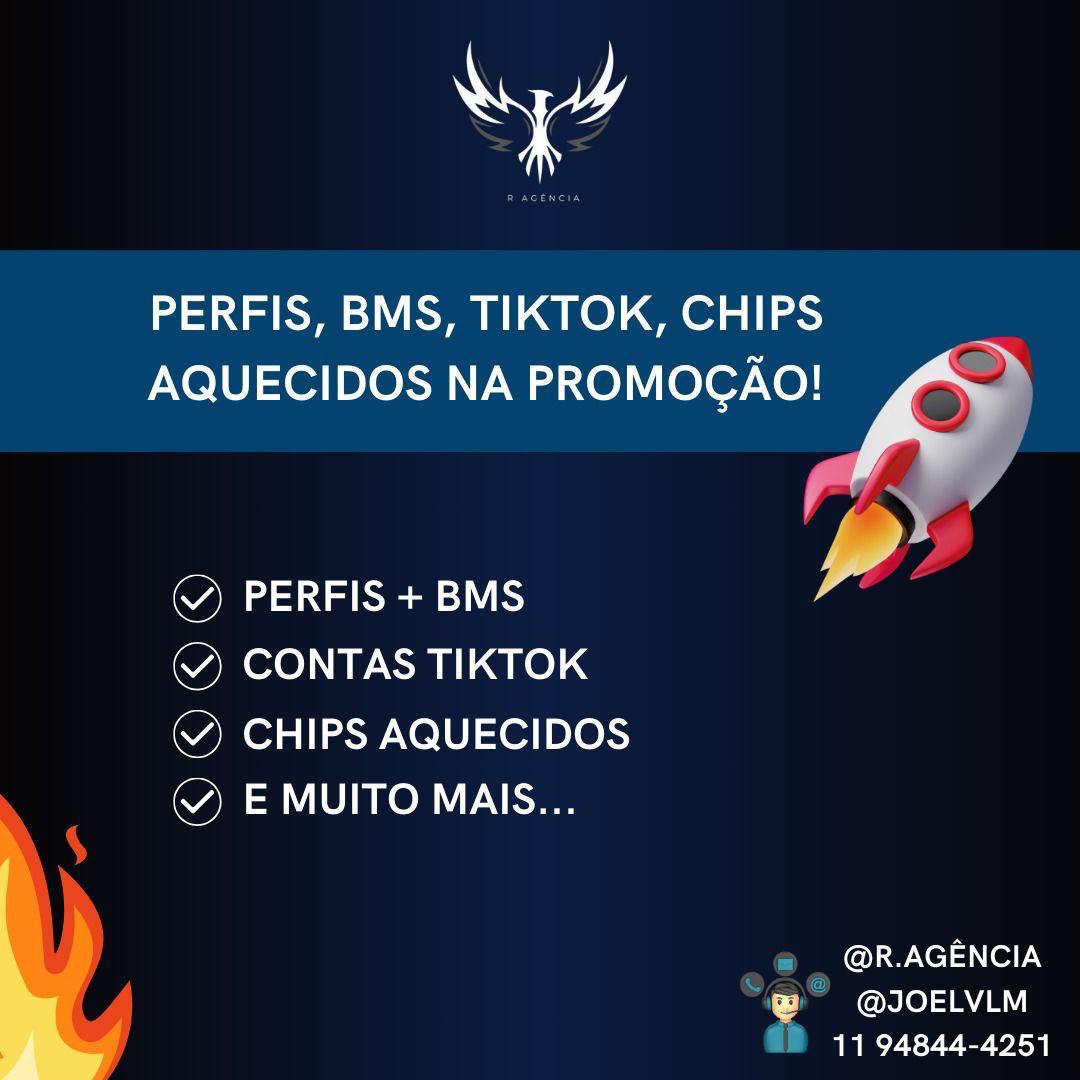 R AGÊNCIA
PERFIS, BMS, TIKTOK, CHIPS
AQUECIDOS NA PROMOÇÃO!
PERFIS + BMS
CONTAS TIKTOK
CHIPS AQUECIDOS
E MUITO MAIS...
@R.AGÊNCIA
@JOELVLM
11 94844-4251